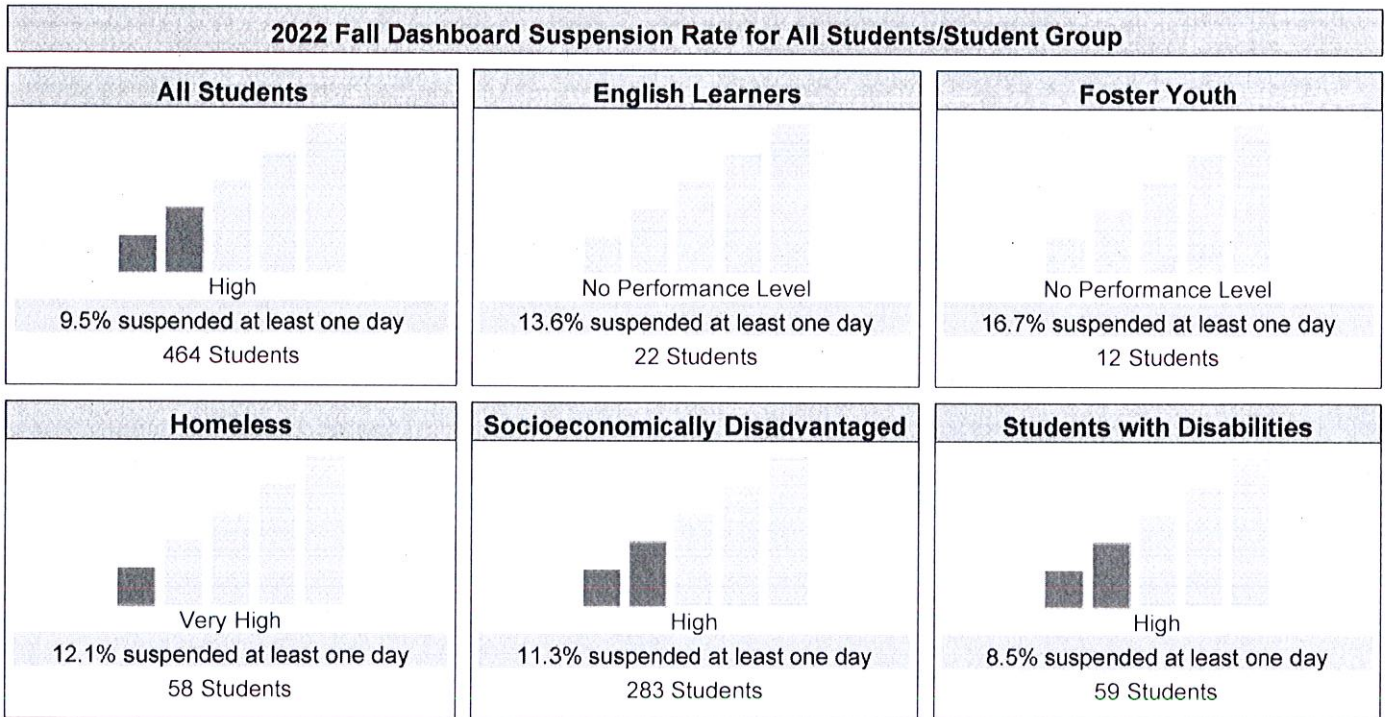 2022 Fall Dashboard Suspension Rate for All Students/Student Group
All Students
High
9.5% suspended at least one day
464 Students
English Learners
No Performance Level
13.6% suspended at least one day
22 Students
Foster Youth
No Performance Level
16.7% suspended at least one day
12 Students
Homeless
Very High
12.1% suspended at least one day
58 Students
Socioeconomically Disadvantaged
High
11.3% suspended at least one day
283 Students
Students with Disabilities
High
8.5% suspended at least one day
59 Students